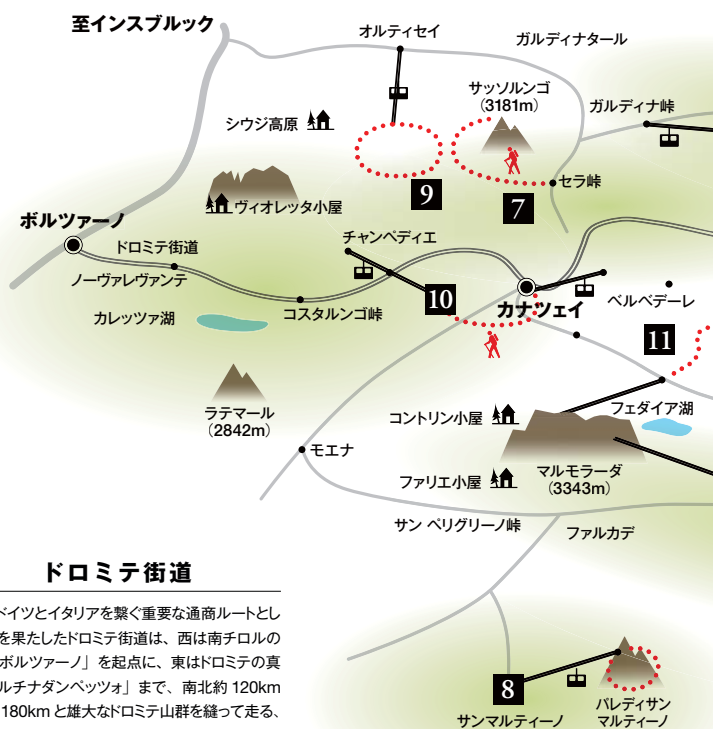 至インスブルック
オルティセイ
ガルディナタール
サッソルンゴ
(3181m)
ガルディナ峠
シウジ高原
9
7
セラ峠
ヴィオレッタ小屋
ボルツァーノ
ドロミテ街道
チャンペディエ
ノーヴァレヴァンテ
10
カナツェイ
ベルベデーレ
カレッツァ湖
コスタルンゴ峠
11
ラテマール
(2842m)
コントリン小屋
フェダイア湖
モエナ
ファリエ小屋
マルモラーダ
(3343m)
サン ペリグリーノ峠
ファルカデ
ドロミテ街道
ドイツとイタリアを繋ぐ重要な通商ルートとし
を果たしたドロミテ街道は、西は南チロルの
ボルツァーノ」を起点に、東はドロミテの真
ルチナダンペッツォ」まで、南北約 120km
180km と雄大なドロミテ山群を縫って走る、
8
サンマルティーノ
パレディサン
マルティーノ